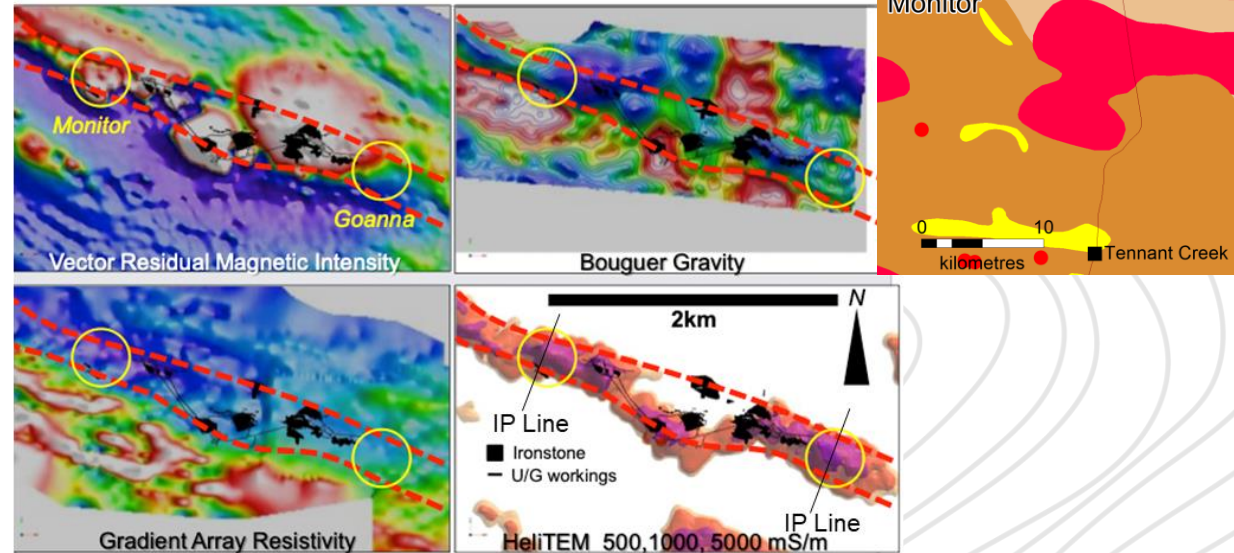 Monitor
Goanna
Vector Residual Magnetic Intensity
Bouguer Gravity
Monitor
0 10
kilometres
Tennant Creek
Gradient Array Resistivity
2km
N
IP Line
Ironstone
U/G workings
IP Line
HeliTEM 500,1000, 5000 mS/m